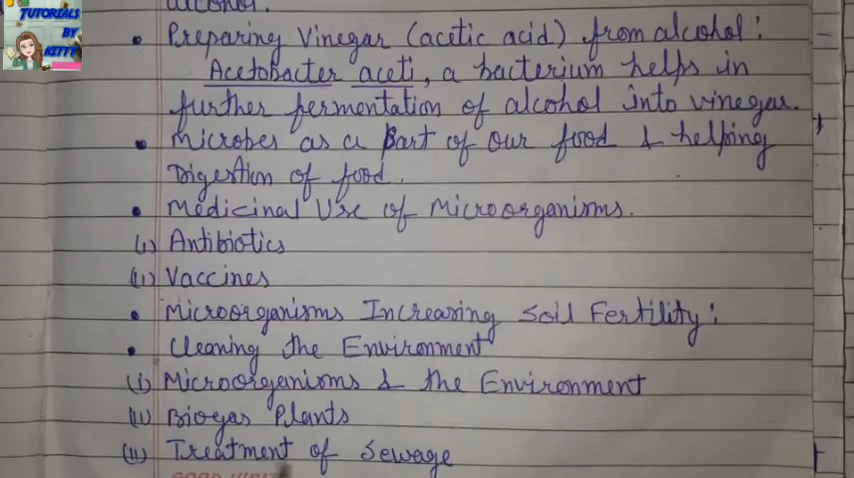 TUTORIALS
BY
KITTY
alcohol.
• Preparing Vinegar (acetic acid) from alcohol:
Acetobacter aceti, a bacterium helps in
further fermentation of alcohol into vinegar.
• Microbes as a Part of our food & helping
Digestion of food.
• Medicinal Use of Microorganisms.
(i) Antibiotics
(ii) Vaccines
• Microorganisms Increasing Soil Fertility:
• Cleaning the Environment
(i) Microorganisms & the Environment
(ii) Biogas Plants
(iii) Treatment of Sewage